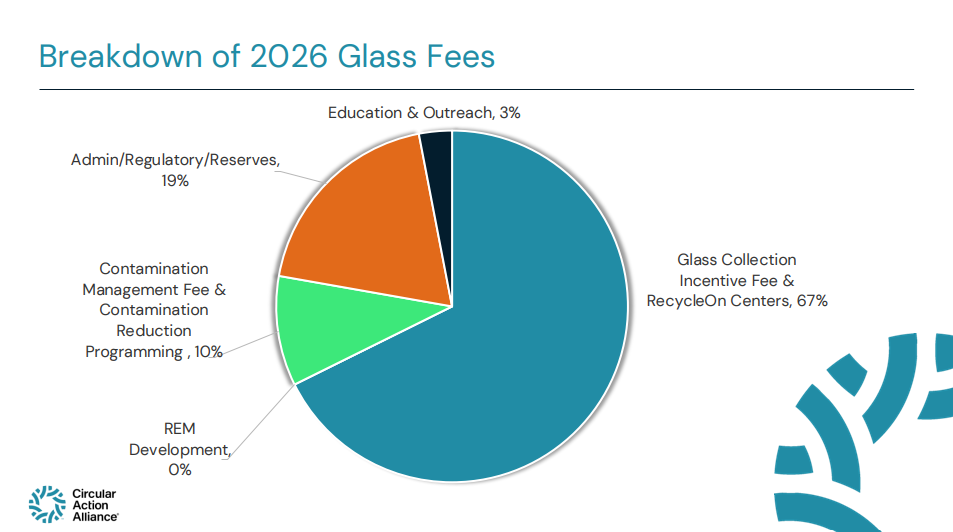 Breakdown of 2026 Glass Fees
Education & Outreach, 3%
Admin/Regulatory/Reserves,
19%
Contamination
Management Fee &
Contamination
Reduction
Programming , 10%
REM
Development,
0%
Glass Collection
Incentive Fee &
RecycleOn Centers, 67%
Circular
Action
Alliance®